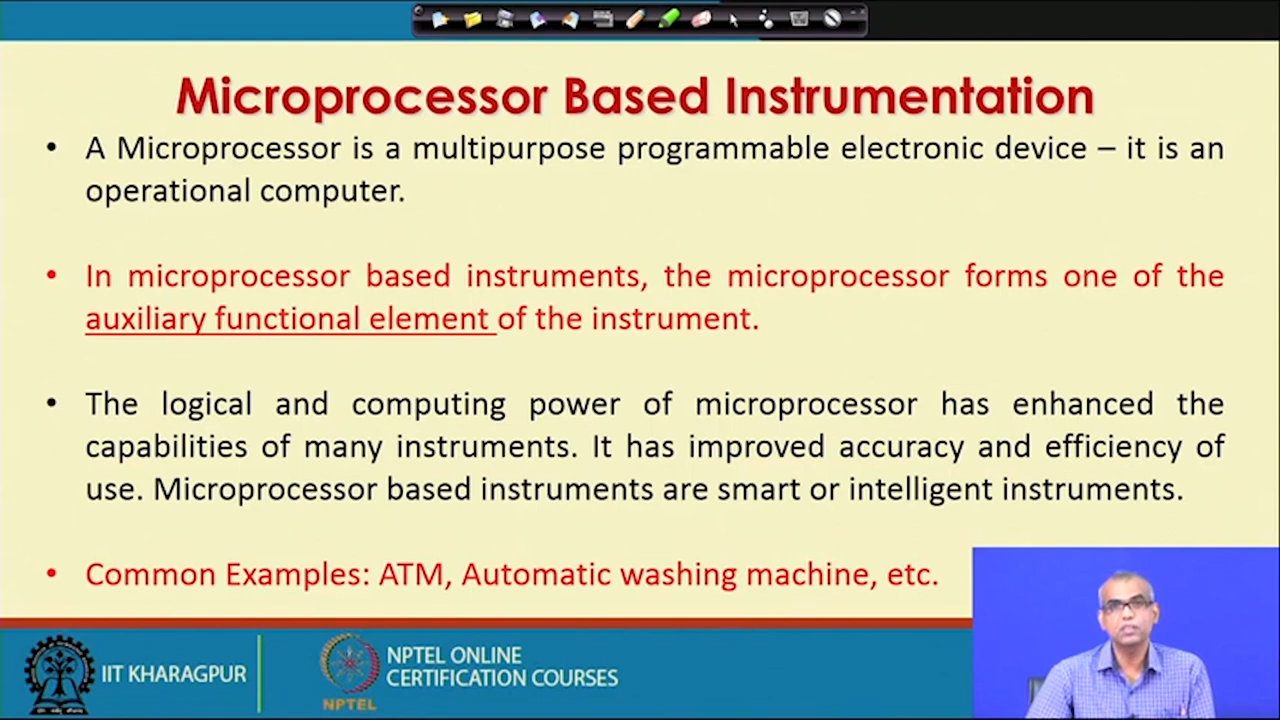 Microprocessor Based Instrumentation
• A Microprocessor is a multipurpose programmable electronic device – it is an
operational computer.
• In microprocessor based instruments, the microprocessor forms one of the
auxiliary functional element of the instrument.
• The logical and computing power of microprocessor has enhanced the
capabilities of many instruments. It has improved accuracy and efficiency of
use. Microprocessor based instruments are smart or intelligent instruments.
• Common Examples: ATM, Automatic washing machine, etc.
IIT KHARAGPUR
NPTEL
NPTEL ONLINE
CERTIFICATION COURSES